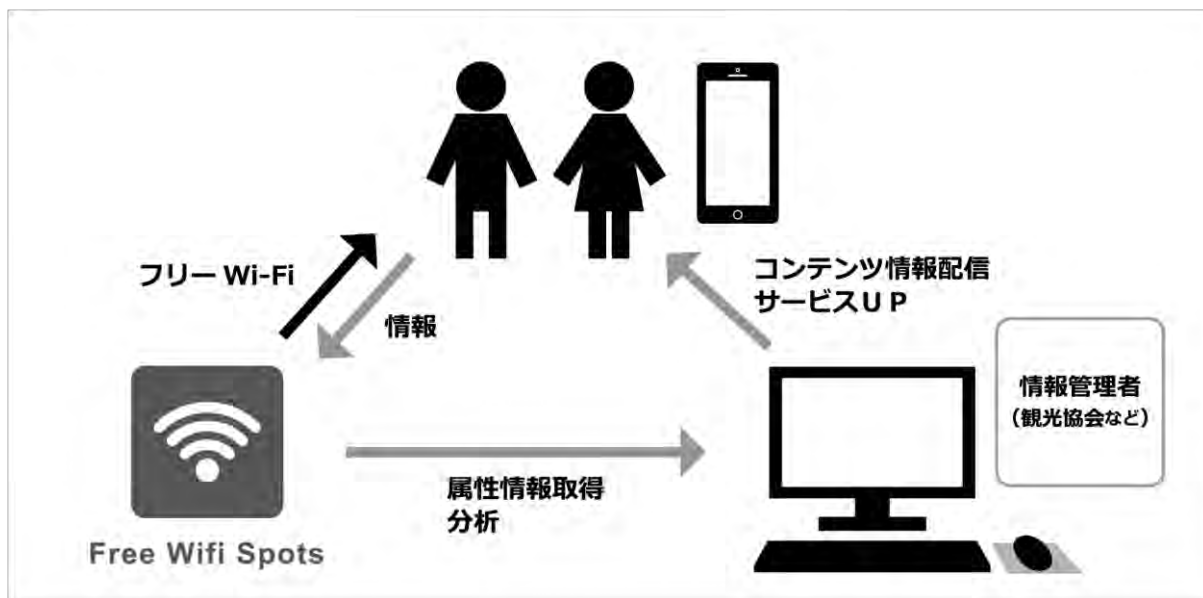 フリー Wi-Fi
情報
コンテンツ情報配信
サービスUP
情報管理者
(観光協会など)
属性情報取得
分析
Free Wifi Spots